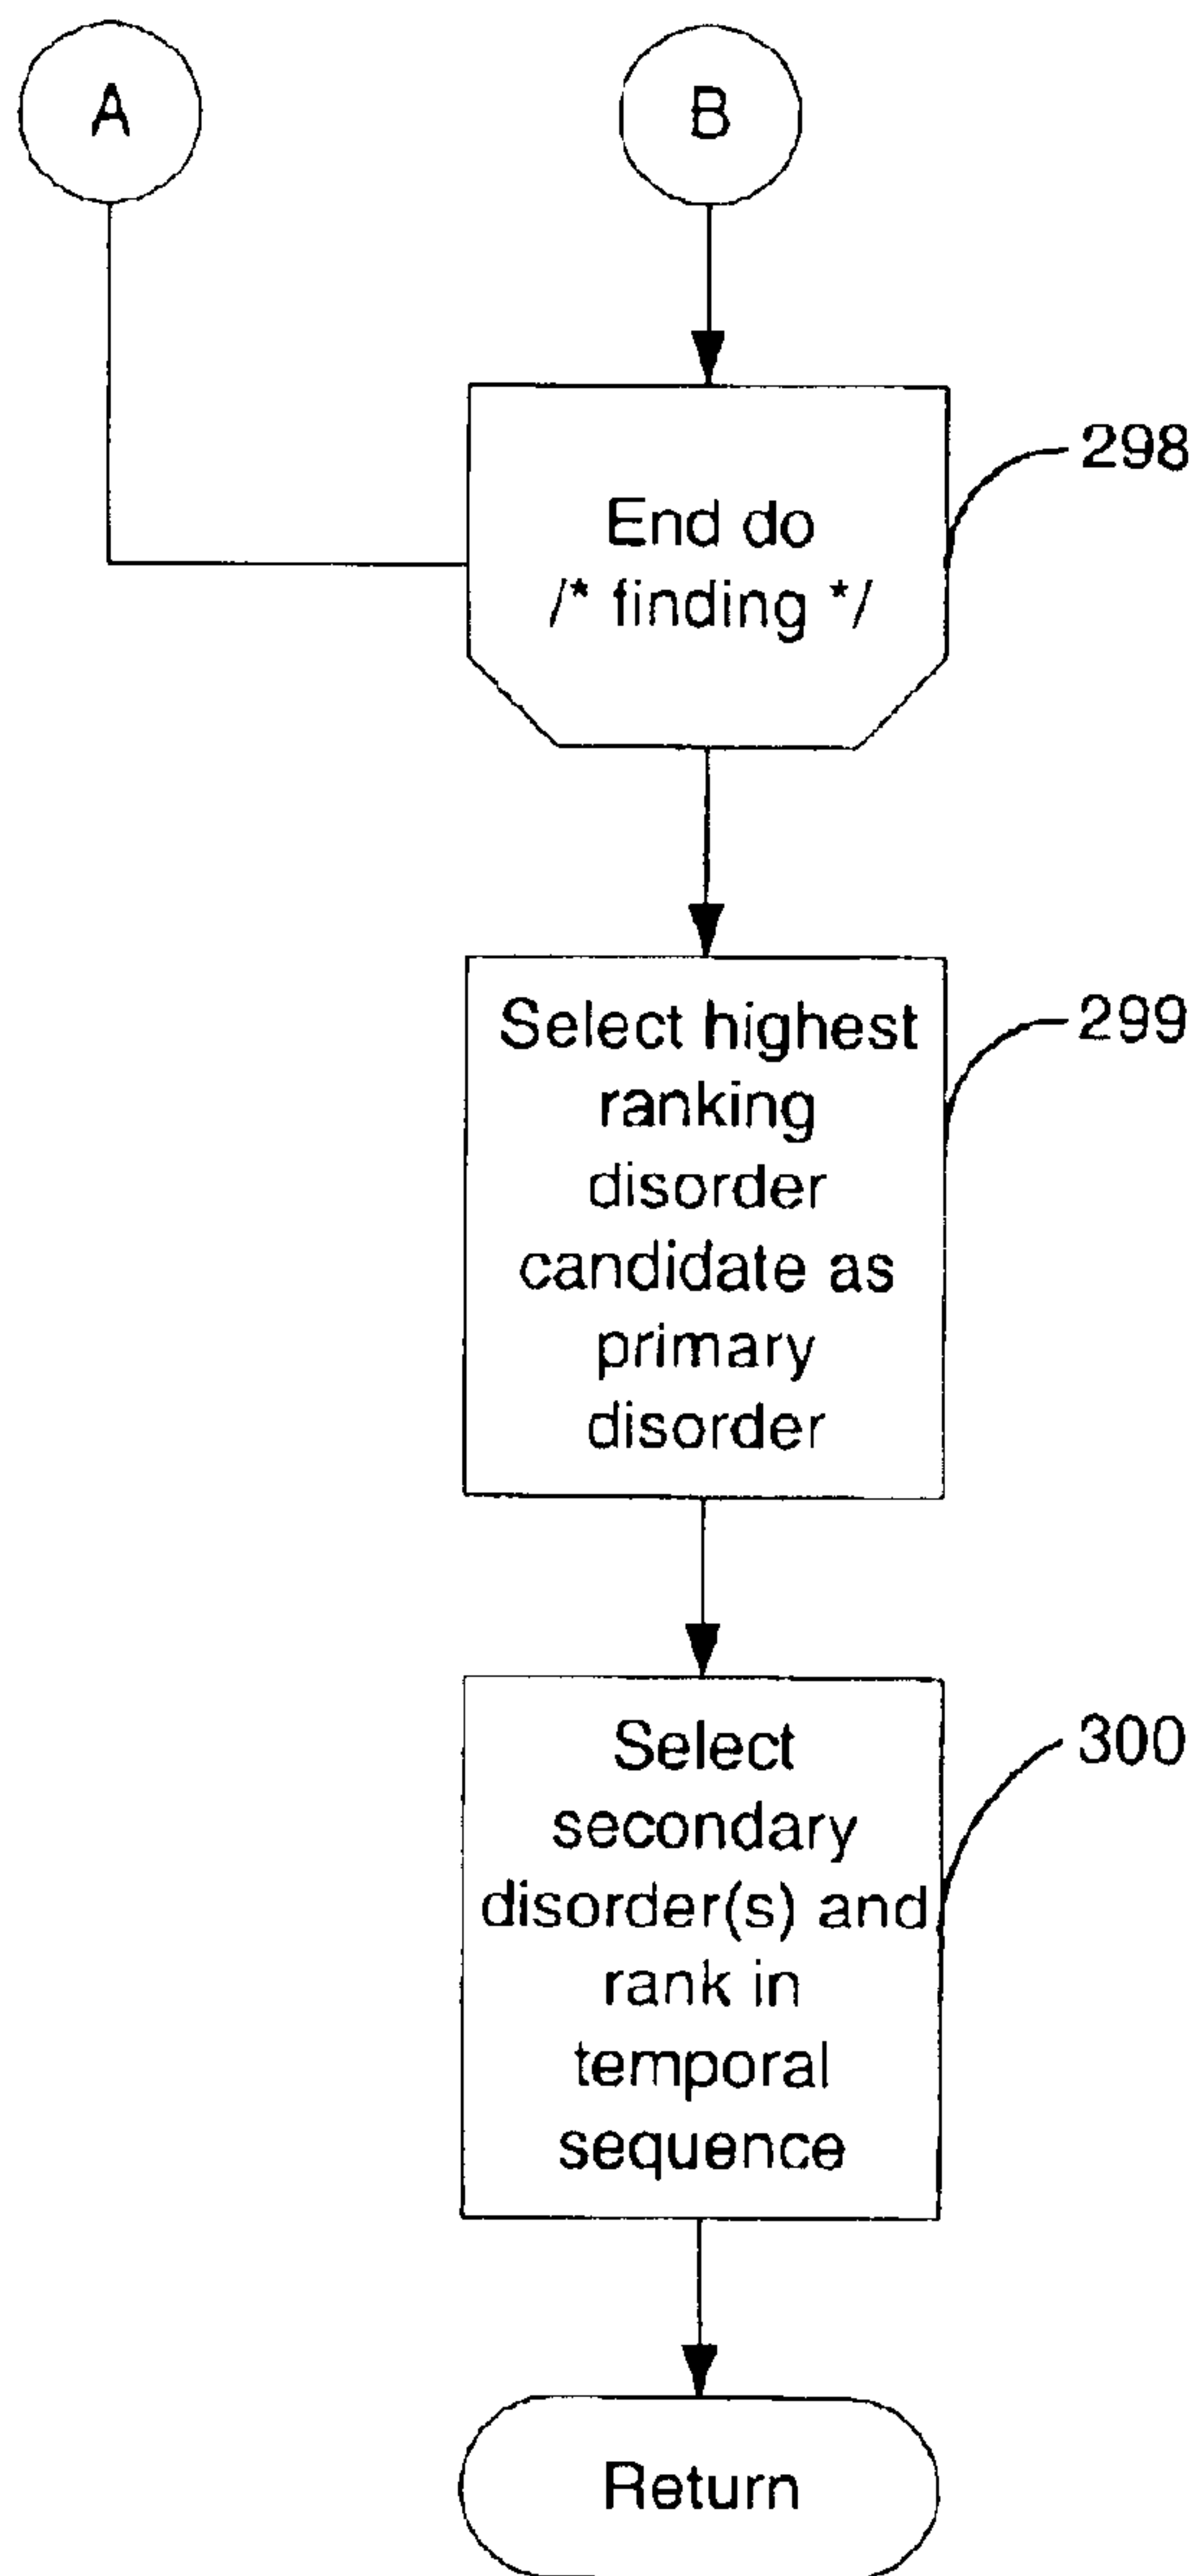 A
B
End do
/* finding */
298
Select highest
ranking
disorder
candidate as
primary
disorder
299
Select
secondary
disorder(s) and
rank in
temporal
sequence
300
Return